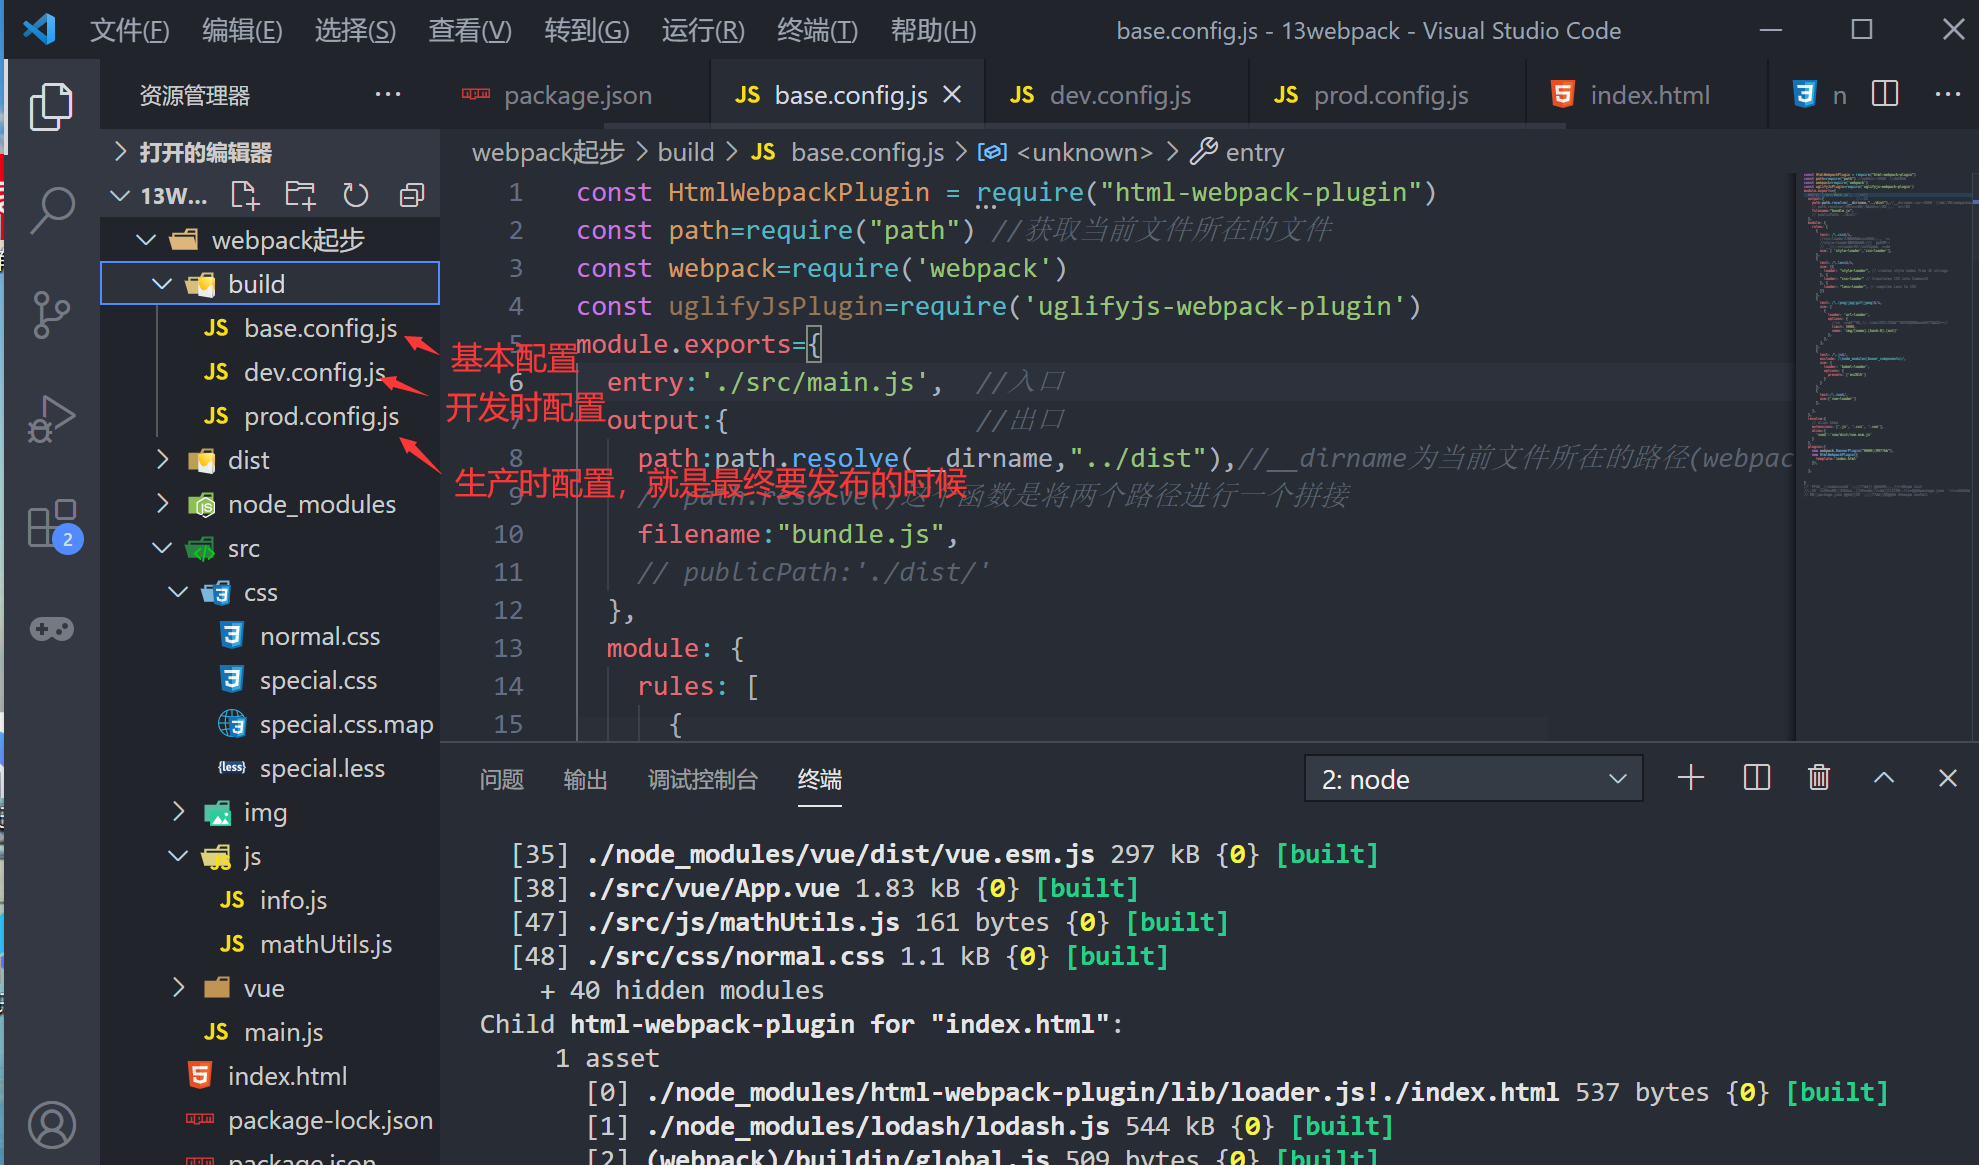 文件(F) 编辑(E) 选择(S) 查看(V) 转到(G) 运行(R) 终端(T) 帮助(H) base.config.js - 13webpack - Visual Studio Code
资源管理器 ··· package.json JS base.config.js JS dev.config.js JS prod.config.js index.html n ···
打开的编辑器
13W...
webpack起步
build
JS base.config.js
JS dev.config.js
JS prod.config.js
dist
node_modules
src
css
normal.css
special.css
special.css.map
{less} special.less
img
js
JS info.js
JS mathUtils.js
vue
JS main.js
index.html
package-lock.json
package.json
2
基本配置
开发时配置
生产时配置，就是最终要发布的时候
webpack起步 > build > JS base.config.js > <unknown> > entry
1 const HtmlWebpackPlugin = require("html-webpack-plugin")
2 const path=require("path") //获取当前文件所在的文件
3 const webpack=require('webpack')
4 const uglifyJsPlugin=require('uglifyjs-webpack-plugin')
5 module.exports={
6 entry:'./src/main.js', //入口
7 output:{ //出口
8 path:path.resolve(__dirname,"../dist"),//__dirname为当前文件所在的路径(webpac
9 // path.resolve()这个函数是将两个路径进行一个拼接
10 filename:"bundle.js",
11 // publicPath:'./dist/'
12 },
13 module: {
14 rules: [
15 {
问题 输出 调试控制台 终端 2: node
[35] ./node_modules/vue/dist/vue.esm.js 297 kB {0} [built]
[38] ./src/vue/App.vue 1.83 kB {0} [built]
[47] ./src/js/mathUtils.js 161 bytes {0} [built]
[48] ./src/css/normal.css 1.1 kB {0} [built]
+ 40 hidden modules
Child html-webpack-plugin for "index.html":
1 asset
[0] ./node_modules/html-webpack-plugin/lib/loader.js!./index.html 537 bytes {0} [built]
[1] ./node_modules/lodash/lodash.js 544 kB {0} [built]
[2] (webpack)/buildin/global.js 509 bytes {0} [built]